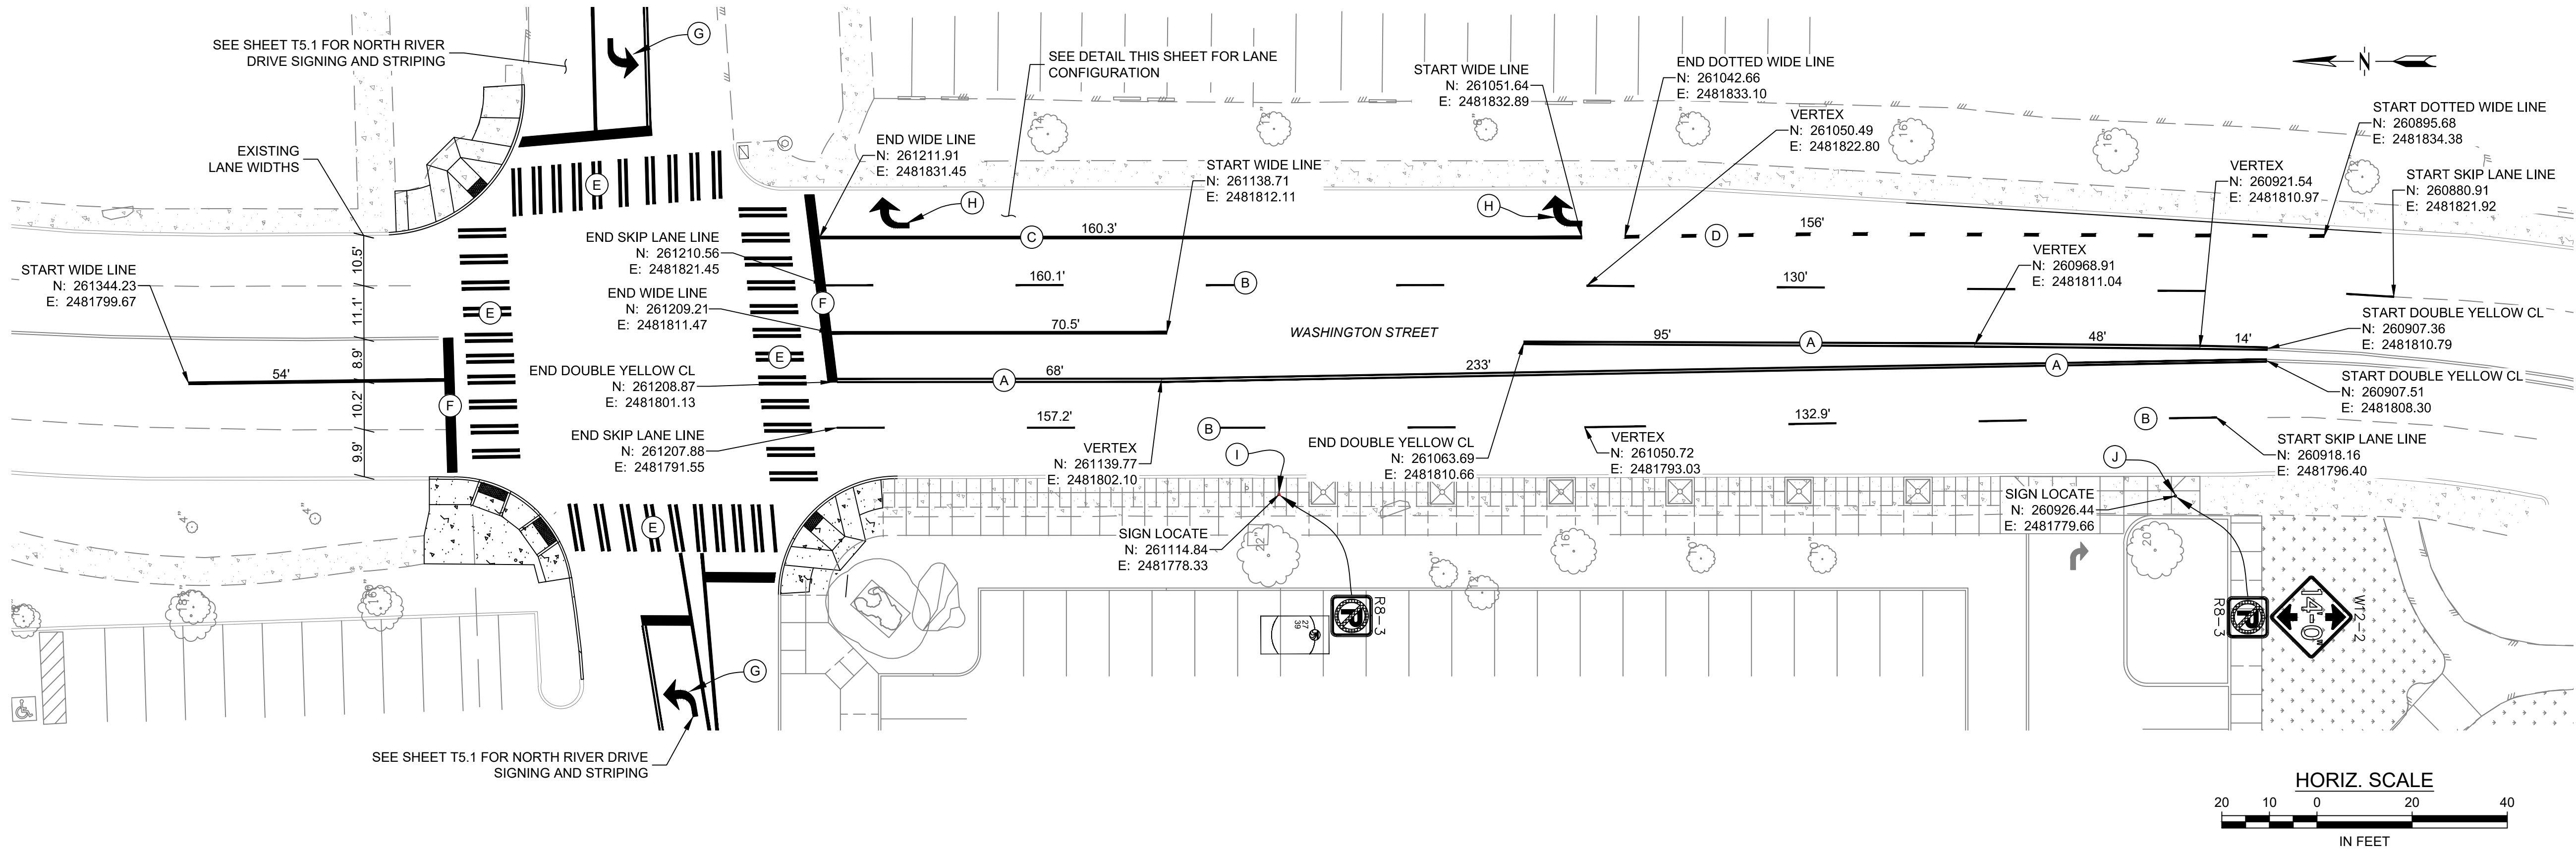 SEE SHEET T5.1 FOR NORTH RIVER
DRIVE SIGNING AND STRIPING
G
SEE DETAIL THIS SHEET FOR LANE
CONFIGURATION
START WIDE LINE
N: 261051.64
E: 2481832.89
END DOTTED WIDE LINE
N: 261042.66
E: 2481833.10
N
START DOTTED WIDE LINE
N: 260895.68
E: 2481834.38
VERTEX
N: 261050.49
E: 2481822.80
EXISTING
LANE WIDTHS
END WIDE LINE
N: 261211.91
E: 2481831.45
START WIDE LINE
N: 261138.71
E: 2481812.11
VERTEX
N: 260921.54
E: 2481810.97
START SKIP LANE LINE
N: 260880.91
E: 2481821.92
E
H
H
END SKIP LANE LINE
N: 261210.56
E: 2481821.45
C
160.3'
D
156'
VERTEX
N: 260968.91
E: 2481811.04
START WIDE LINE
N: 261344.23
E: 2481799.67
10.5'
11.1'
8.9'
10.2'
9.9'
160.1'
B
130'
END WIDE LINE
N: 261209.21
E: 2481811.47
F
E
70.5'
WASHINGTON STREET
95'
A
48'
14'
START DOUBLE YELLOW CL
N: 260907.36
E: 2481810.79
E
54'
F
END DOUBLE YELLOW CL
N: 261208.87
E: 2481801.13
A
68'
233'
A
START DOUBLE YELLOW CL
N: 260907.51
E: 2481808.30
END SKIP LANE LINE
N: 261207.88
E: 2481791.55
157.2'
B
132.9'
B
VERTEX
N: 261139.77
E: 2481802.10
I
END DOUBLE YELLOW CL
N: 261063.69
E: 2481810.66
VERTEX
N: 261050.72
E: 2481793.03
J
START SKIP LANE LINE
N: 260918.16
E: 2481796.40
SIGN LOCATE
N: 260926.44
E: 2481779.66
E
SIGN LOCATE
N: 261114.84
E: 2481778.33
4"
4"
22"
16"
10"
10"
12"
20"
16"
16"
R8-3
27
39
R8-3
14'-0"
W12-2
G
SEE SHEET T5.1 FOR NORTH RIVER DRIVE
SIGNING AND STRIPING
HORIZ. SCALE
20 10 0 20 40
IN FEET